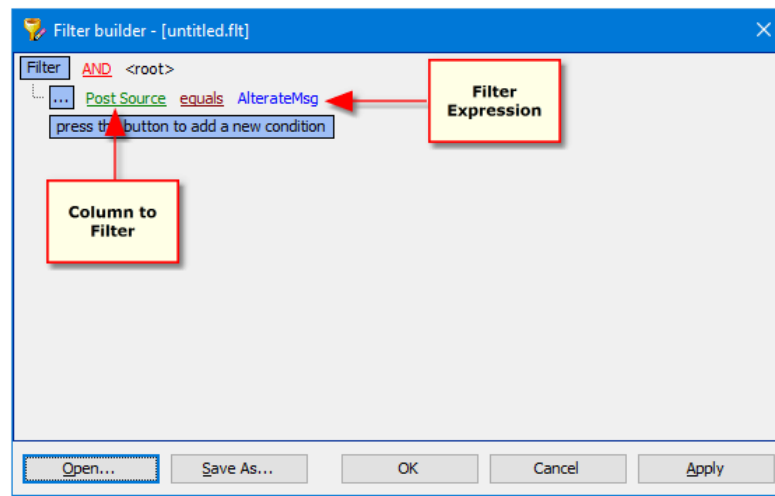 Filter builder - [untitled.flt]
Filter AND <root>
... Post Source equals AlterateMsg
press the button to add a new condition
Filter
Expression
Column to
Filter
Open... Save As... OK Cancel Apply